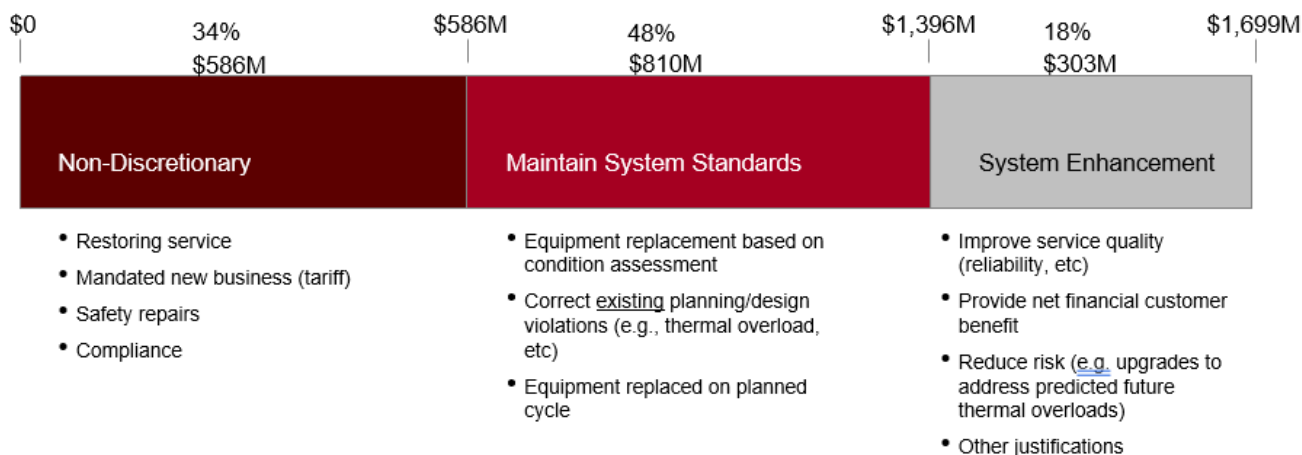 $0
34%
$586M
$586M
48%
$810M
$1,396M
18%
$303M
$1,699M
Non-Discretionary
Maintain System Standards
System Enhancement
• Restoring service
• Mandated new business (tariff)
• Safety repairs
• Compliance
• Equipment replacement based on
condition assessment
• Correct existing planning/design
violations (e.g., thermal overload,
etc)
• Equipment replaced on planned
cycle
• Improve service quality
(reliability, etc)
• Provide net financial customer
benefit
• Reduce risk (e.g. upgrades to
address predicted future
thermal overloads)
• Other justifications